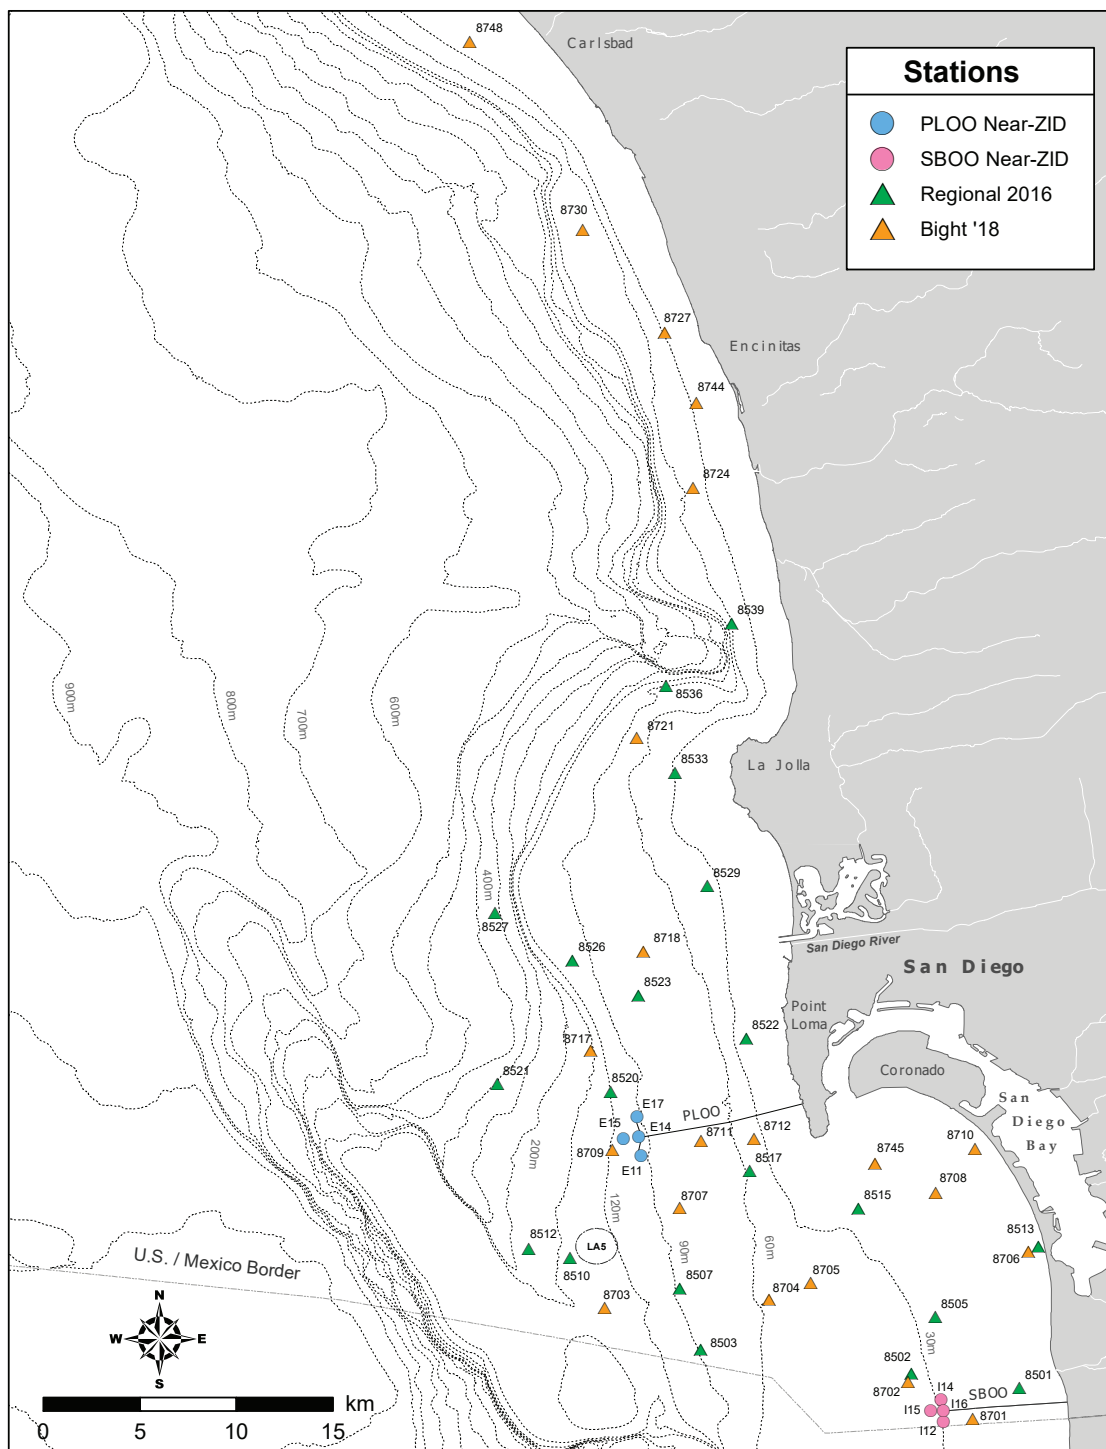 8748
Carlsbad
Stations
PLOO Near-ZID
SBOO Near-ZID
Regional 2016
Bight '18
8730
8727
Encinitas
8744
8724
8539
900m
800m
700m
600m
8536
8721
8533
La Jolla
8529
400m
8527
8718
San Diego River
8526
San Diego
8523
Point
Loma
8522
8717
8521
8520
Coronado
E17
PLOO
San
Diego
Bay
E15
E14
8711
8712
8710
200m
8709
E11
8517
8745
8708
8707
120m
8515
8512
LA5
90m
60m
8513
8706
U.S. / Mexico Border
8510
8507
8705
8704
8703
8505
N
W
E
S
8503
30m
8502
8501
8702
I14
SBOO
I15
I16
8701
I12
km
0
5
10
15